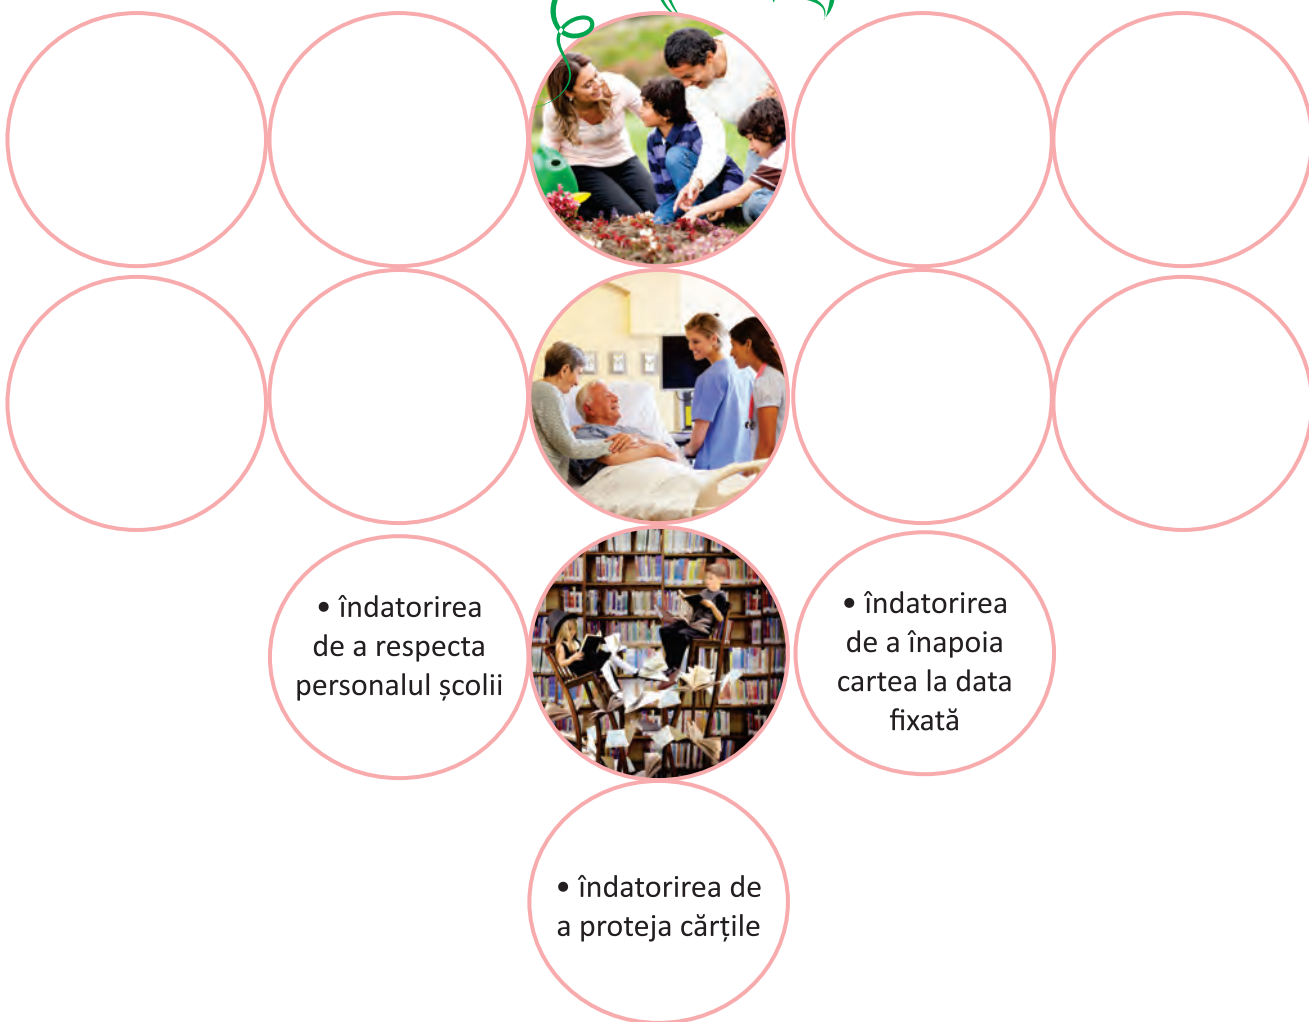 • îndatorirea
de a respecta
personalul școlii
• îndatorirea
de a înapoia
cartea la data
fixată
• îndatorirea de
a proteja cărțile